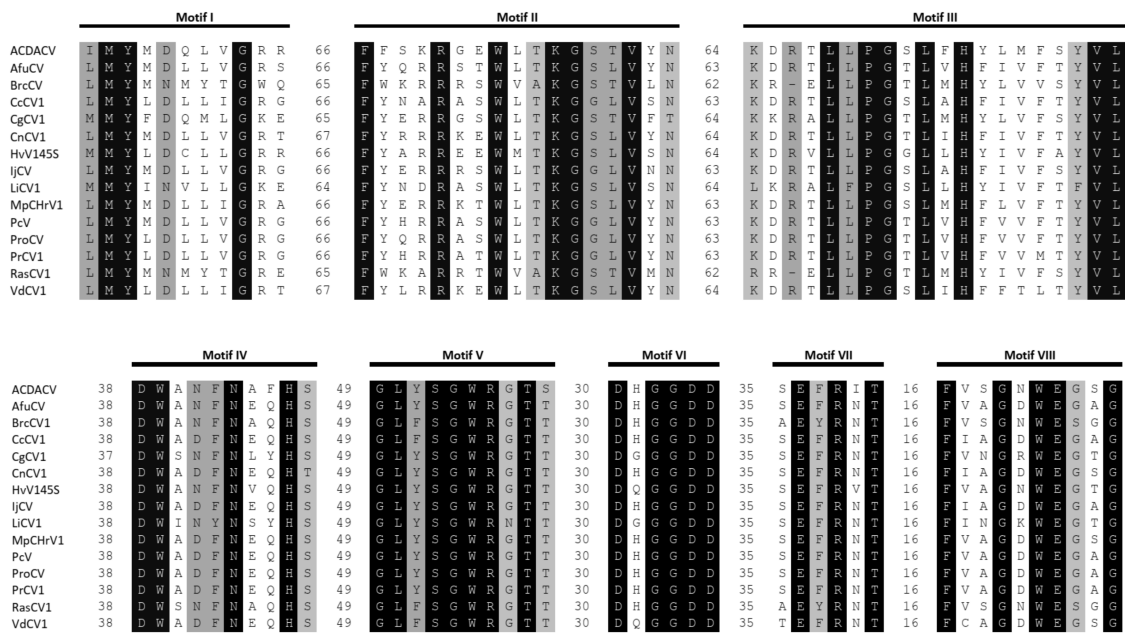 Motif I Motif II Motif III
ACDACV I M Y M D Q L V G R R 66 F F S K R G E W L T K G S T V Y N 64 K D R T L L P G S L F H Y L M F S Y V L
AfuCV L M Y M D L L V G R S 66 F Y Q R R S T W L T K G S L V Y N 63 K D R T L L P G T L V H F I V F T Y V L
BrcCV L M Y M N M Y T G W Q 65 F W K R R R S W V A K G S L V L N 62 K R - E L L P G T L M H Y L V V S Y V L
CcCV1 L M Y L D L L I G R G 66 F Y N A R A S W L T K G G L V S N 63 K D R T L L P G S L A H Y I V F T Y V L
CgCV1 M M Y F D Q M L G K E 65 F Y E R R G S W L T K G S T V F T 63 K K R A L L P G T L M H Y L V F S Y V L
CnCV1 L M Y M D L L V G R T 67 F Y R R R K E W L T K G S L V Y N 64 K D R T L L P G T L I H F I V F T Y V L
HvV145S M M Y L D C L L G R R 66 F Y A R R E E W M T K G S L V S N 64 K D R V L L P G G L L H Y I V F A Y V L
IjCV L M Y M D L L V G R G 66 F Y E R R R S W L T K G S L V Y N 63 K D R T L L P G S L A H F I V F S Y V L
LiCV1 M M Y I N V L L G K E 64 F Y N D R A S W L T K G S L V S N 64 L K R A L F P G S L M H Y I V F T F V L
MpCHrV1 L M Y M D L L I G R A 66 F Y E R R K T W L T K G S L V Y N 63 K D R T L L P G S L M H F L V F T Y V L
PcV L M Y M D L L V G R G 66 F Y H R R A S W L T K G G L V Y N 63 K D R T L L P G T L V H F V V F T Y V L
ProCV L M Y L D L L V G R G 66 F Y Q R R A S W L T K G G L V Y N 63 K D R T L L P G T L V H F V V F T Y V L
PrCV1 L M Y M D L L V G R G 66 F Y H R R A T W L T K G G L V Y N 63 K D R T L L P G T L I H F V V F T Y V L
RasCV1 L M Y M N M Y T G R E 65 F W K A R R T W V A K G S T V M N 62 R R - E L L P G T L M H Y I V F S Y V L
VdCV1 L M Y L D L L I G R T 67 F Y L R R K E W L T K G S L V Y N 64 K D R T L L P G S L I H F F T L T Y V L
Motif IV Motif V Motif VI Motif VII Motif VIII
ACDACV 38 D W A N F N A F H S 49 G L Y S G W R G T S 30 D H G G D D 35 S E F R I T 16 F V S G N W E G S G
AfuCV 38 D W A N F N E Q H S 49 G L Y S G W R G T T 30 D H G G D D 35 S E F R N T 16 F V A G D W E G A G
BrcCV1 38 D W A N F N A Q H S 49 G L F S G W R G T T 30 D H G G D D 35 A E Y R N T 16 F V S G N W E S G G
CcCV1 38 D W A D F N E Q H S 49 G L F S G W R G T T 30 D H G G D D 35 S E F R N T 16 F I A G D W E G A G
CgCV1 37 D W S N F N L Y H S 49 G L Y S G W R G T T 30 D G G G D D 35 S E F R N T 16 F V N G R W E G T G
CnCV1 38 D W A D F N E Q H T 49 G L Y S G W R G T T 30 D H G G D D 35 S E F R N T 16 F I A G D W E G S G
HvV145S 38 D W A N F N V Q H S 49 G L Y S G W R G T T 30 D Q G G D D 35 S E F R V T 16 F V A G N W E G T G
IjCV 38 D W A D F N E Q H S 49 G L Y S G W R G T T 30 D H G G D D 35 S E F R N T 16 F V A G D W E G A G
LiCV1 38 D W I N Y N S Y H S 49 G L Y S G W R N T T 30 D G G G D D 35 S E F R N T 16 F I N G K W E G T G
MpCHrV1 38 D W A D F N E Q H S 49 G L Y S G W R G T T 30 D H G G D D 35 S E F R N T 16 F V A G D W E G S G
PcV 38 D W A D F N E Q H S 49 G L Y S G W R G T T 30 D H G G D D 35 S E F R N T 16 F V A G D W E G A G
ProCV 38 D W A D F N E Q H S 49 G L Y S G W R G T T 30 D H G G D D 35 S E F R N T 16 F V A G D W E G A G
PrCV1 38 D W A D F N E Q H S 49 G L Y S G W R G T T 30 D H G G D D 35 S E F R N T 16 F V A G D W E G A G
RasCV1 38 D W S N F N A Q H S 49 G L F S G W R G T T 30 D H G G D D 35 A E Y R N T 16 F V S G N W E S G G
VdCV1 38 D W A D F N E Q H S 49 G L Y S G W R G T T 30 D Q G G D D 35 T E F R N T 16 F C A G D W E G S G